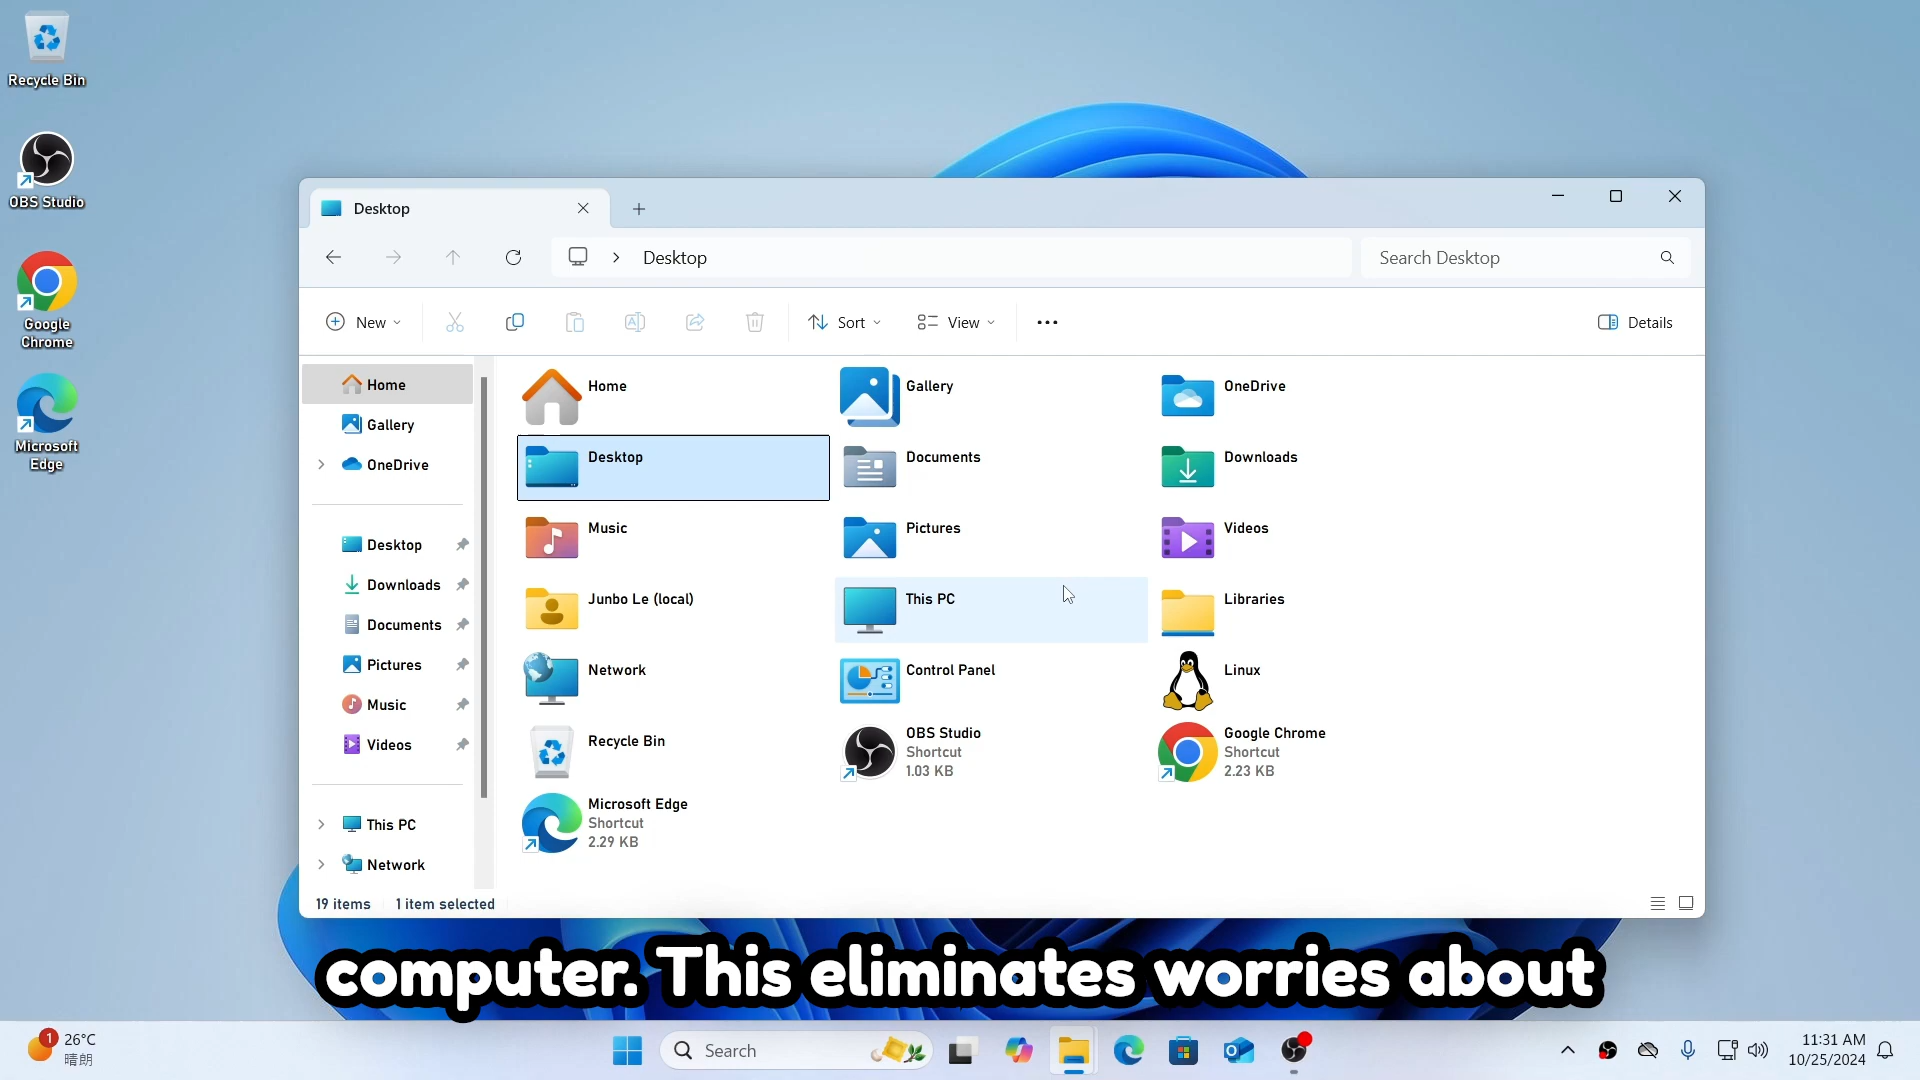 Recycle Bin
OBS Studio
Google
Chrome
Microsoft
Edge
Desktop
Desktop
Search Desktop
New
Sort
View
Details
Home
Gallery
OneDrive
Desktop
Downloads
Documents
Pictures
Music
Videos
This PC
Network
Home
Gallery
OneDrive
Desktop
Documents
Downloads
Music
Pictures
Videos
Junbo Le (local)
This PC
Libraries
Network
Control Panel
Linux
Recycle Bin
OBS Studio
Shortcut
1.03 KB
Google Chrome
Shortcut
2.23 KB
Microsoft Edge
Shortcut
2.29 KB
19 items
1 item selected
computer. This eliminates worries about
1
26°C
晴朗
Search
11:31 AM
10/25/2024